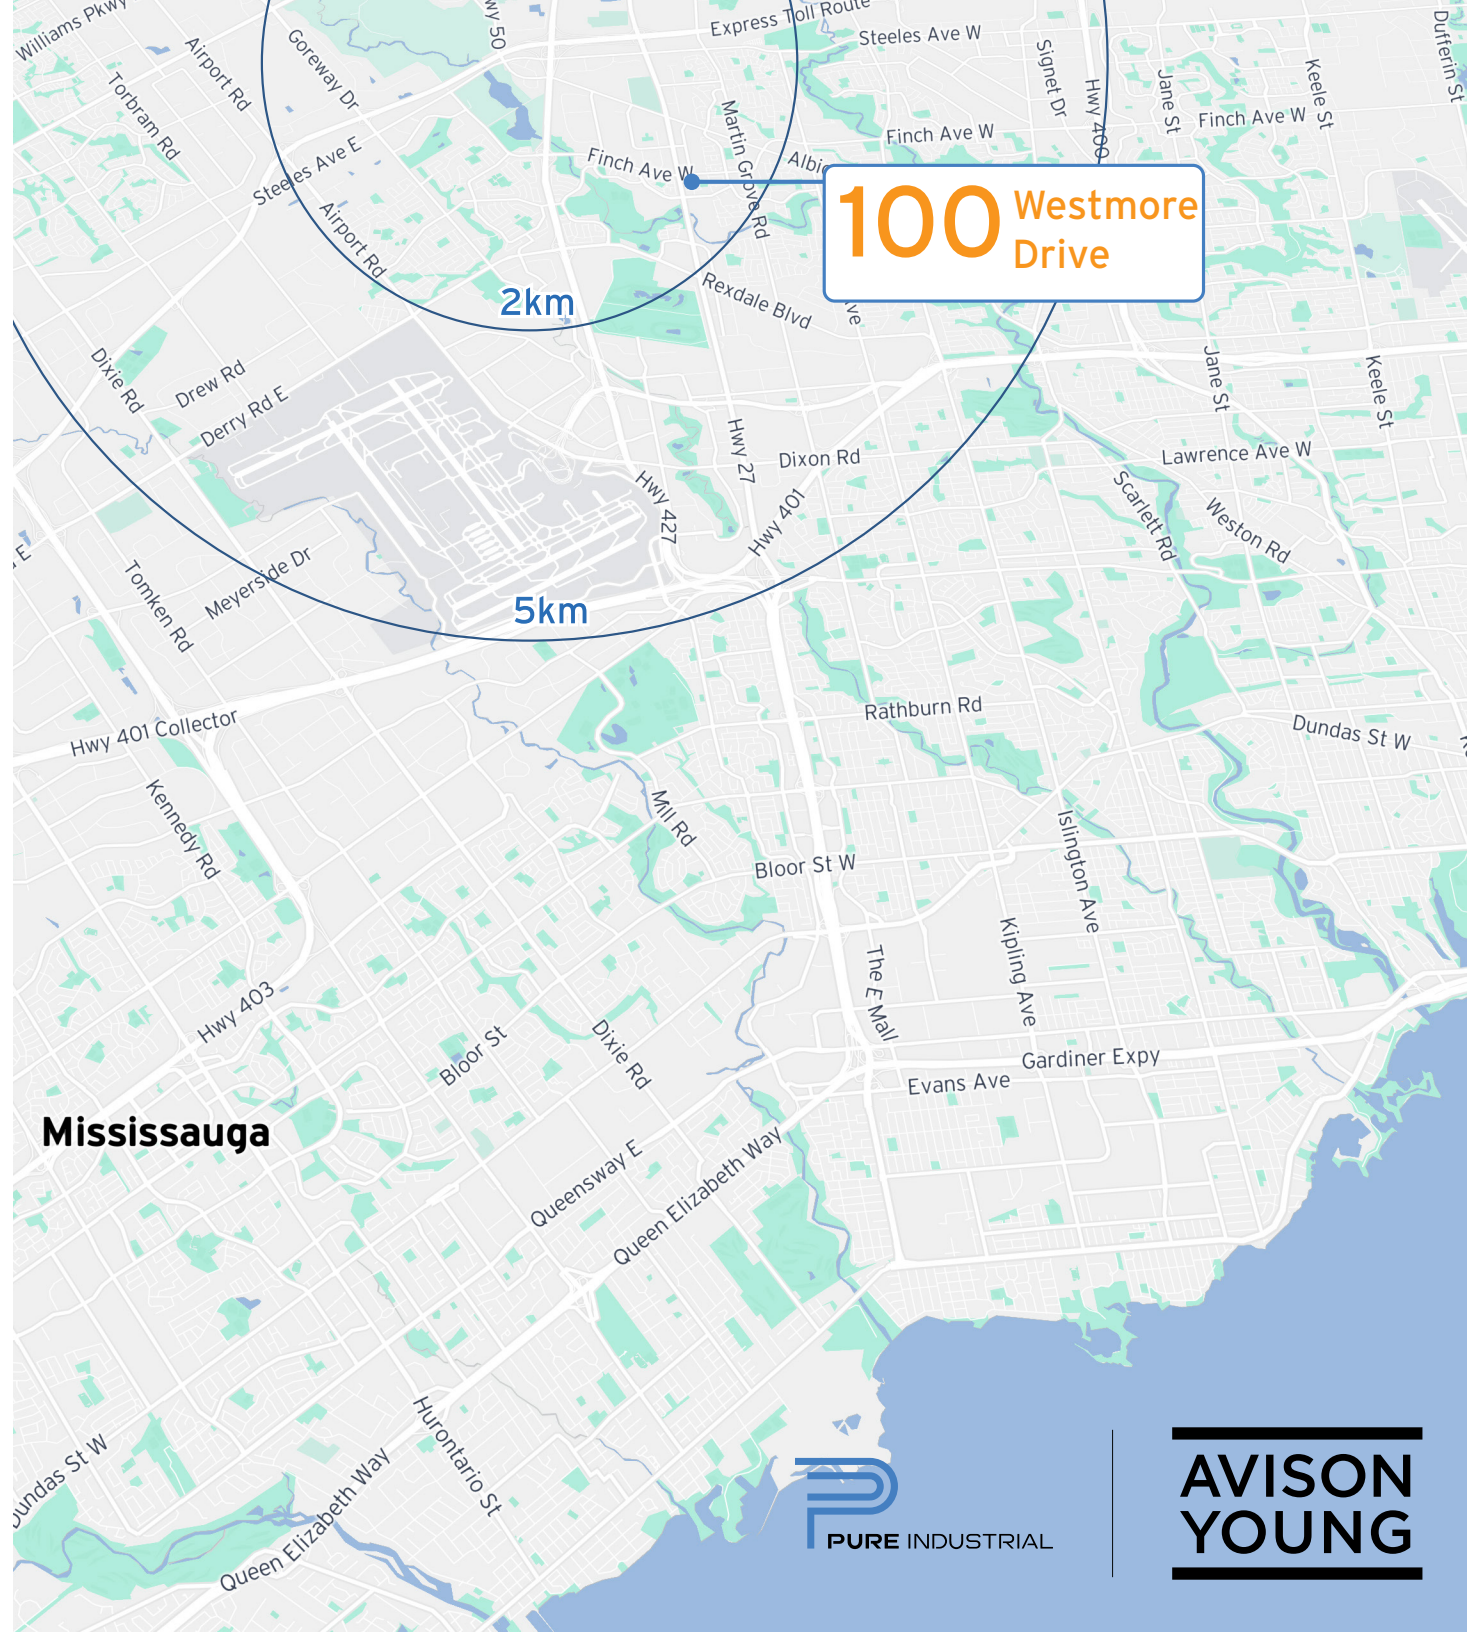 Williams Pkwy
Airport Rd
Torbram Rd
Goreway Dr
wy 50
Express Toll Route
Steeles Ave W
Signet Dr
Hwy 400
Jane St
Keele St
Dufferin St
Finch Ave W
Finch Ave W
Martin Grove Rd
Finch Ave W
Albio
Steeles Ave E
Airport Rd
100 Westmore
Drive
2km
Rexdale Blvd
ve
Dixie Rd
Drew Rd
Derry Rd E
Jane St
Keele St
Hwy 27
Dixon Rd
Lawrence Ave W
Hwy 427
Hwy 401
Scarlett Rd
Weston Rd
E
Tomken Rd
Meyerside Dr
5km
Hwy 401 Collector
Rathburn Rd
Dundas St W
Kennedy Rd
Mill Rd
Bloor St W
Islington Ave
Kipling Ave
The E Mall
Hwy 403
Bloor St
Dixie Rd
Gardiner Expy
Evans Ave
Mississauga
Queensway E
Queen Elizabeth Way
Hurontario St
Dundas St W
Queen Elizabeth Way
PURE INDUSTRIAL
AVISON
YOUNG